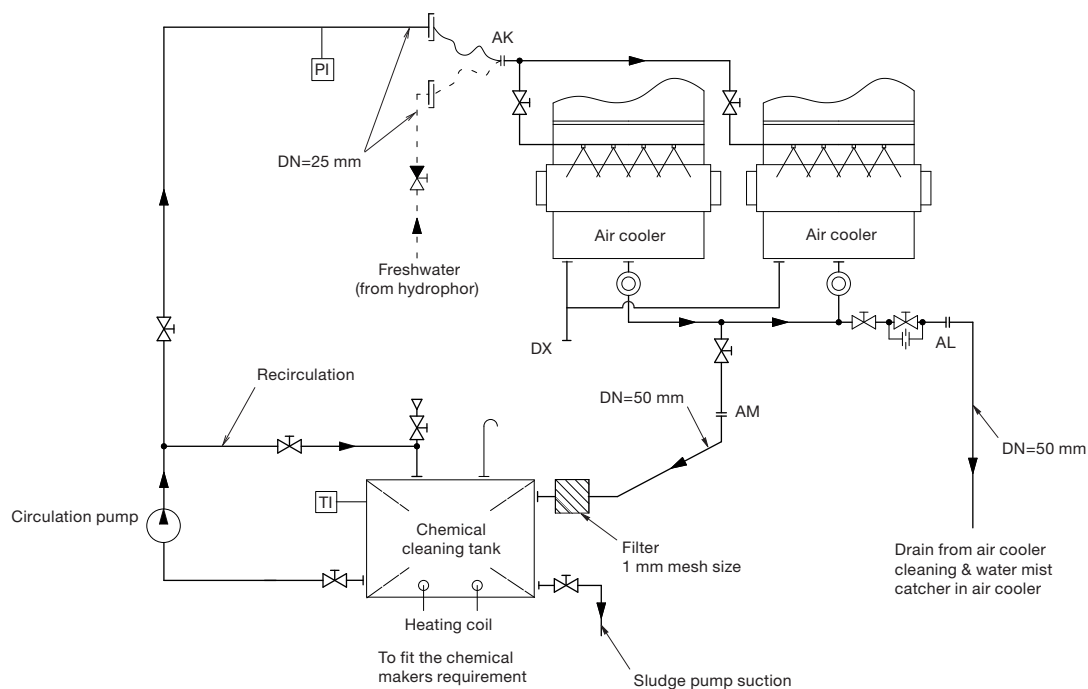 AK
PI
DN=25 mm
Freshwater
(from hydrophor)
Air cooler
Air cooler
DX
AL
Recirculation
DN=50 mm
AM
DN=50 mm
TI
Circulation pump
Chemical
cleaning tank
Filter
1 mm mesh size
Drain from air cooler
cleaning & water mist
catcher in air cooler
Heating coil
To fit the chemical
makers requirement
Sludge pump suction